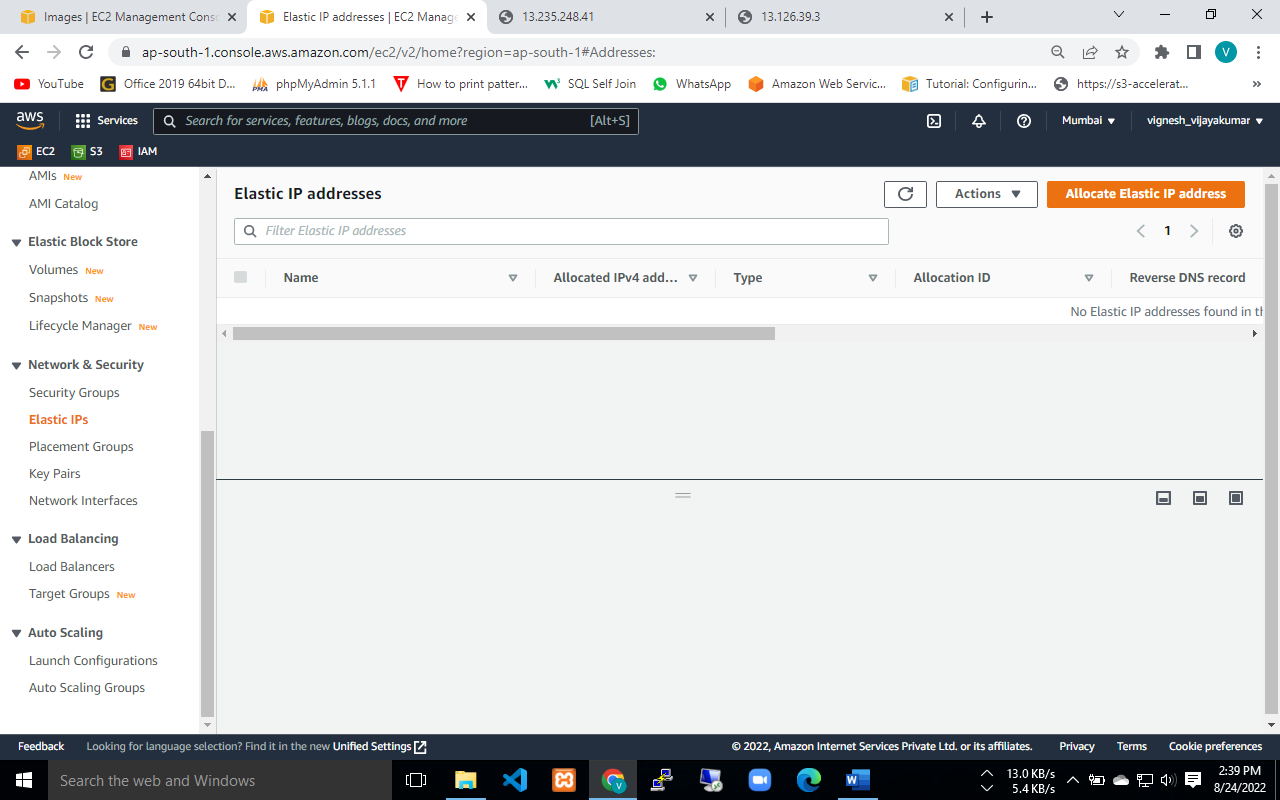 Images | EC2 Management Cons
Elastic IP addresses | EC2 Manage
13.235.248.41
13.126.39.3
ap-south-1.console.aws.amazon.com/ec2/v2/home?region=ap-south-1#Addresses:
V
YouTube
Office 2019 64bit D...
phpMyAdmin 5.1.1
How to print patter...
SQL Self Join
WhatsApp
Amazon Web Servic...
Tutorial: Configurin...
https://s3-accelerat...
»
aws
Services
Search for services, features, blogs, docs, and more
[Alt+S]
Mumbai
vignesh_vijayakumar
EC2
S3
IAM
AMIs New
AMI Catalog
Elastic Block Store
Volumes New
Snapshots New
Lifecycle Manager New
Network & Security
Security Groups
Elastic IPs
Placement Groups
Key Pairs
Network Interfaces
Load Balancing
Load Balancers
Target Groups New
Auto Scaling
Launch Configurations
Auto Scaling Groups
Elastic IP addresses
Actions
Allocate Elastic IP address
Filter Elastic IP addresses
1
Name
Allocated IPv4 add...
Type
Allocation ID
Reverse DNS record
No Elastic IP addresses found in th
Feedback
Looking for language selection? Find it in the new Unified Settings
© 2022, Amazon Internet Services Private Ltd. or its affiliates.
Privacy
Terms
Cookie preferences
Search the web and Windows
13.0 KB/s
5.4 KB/s
2:39 PM
8/24/2022